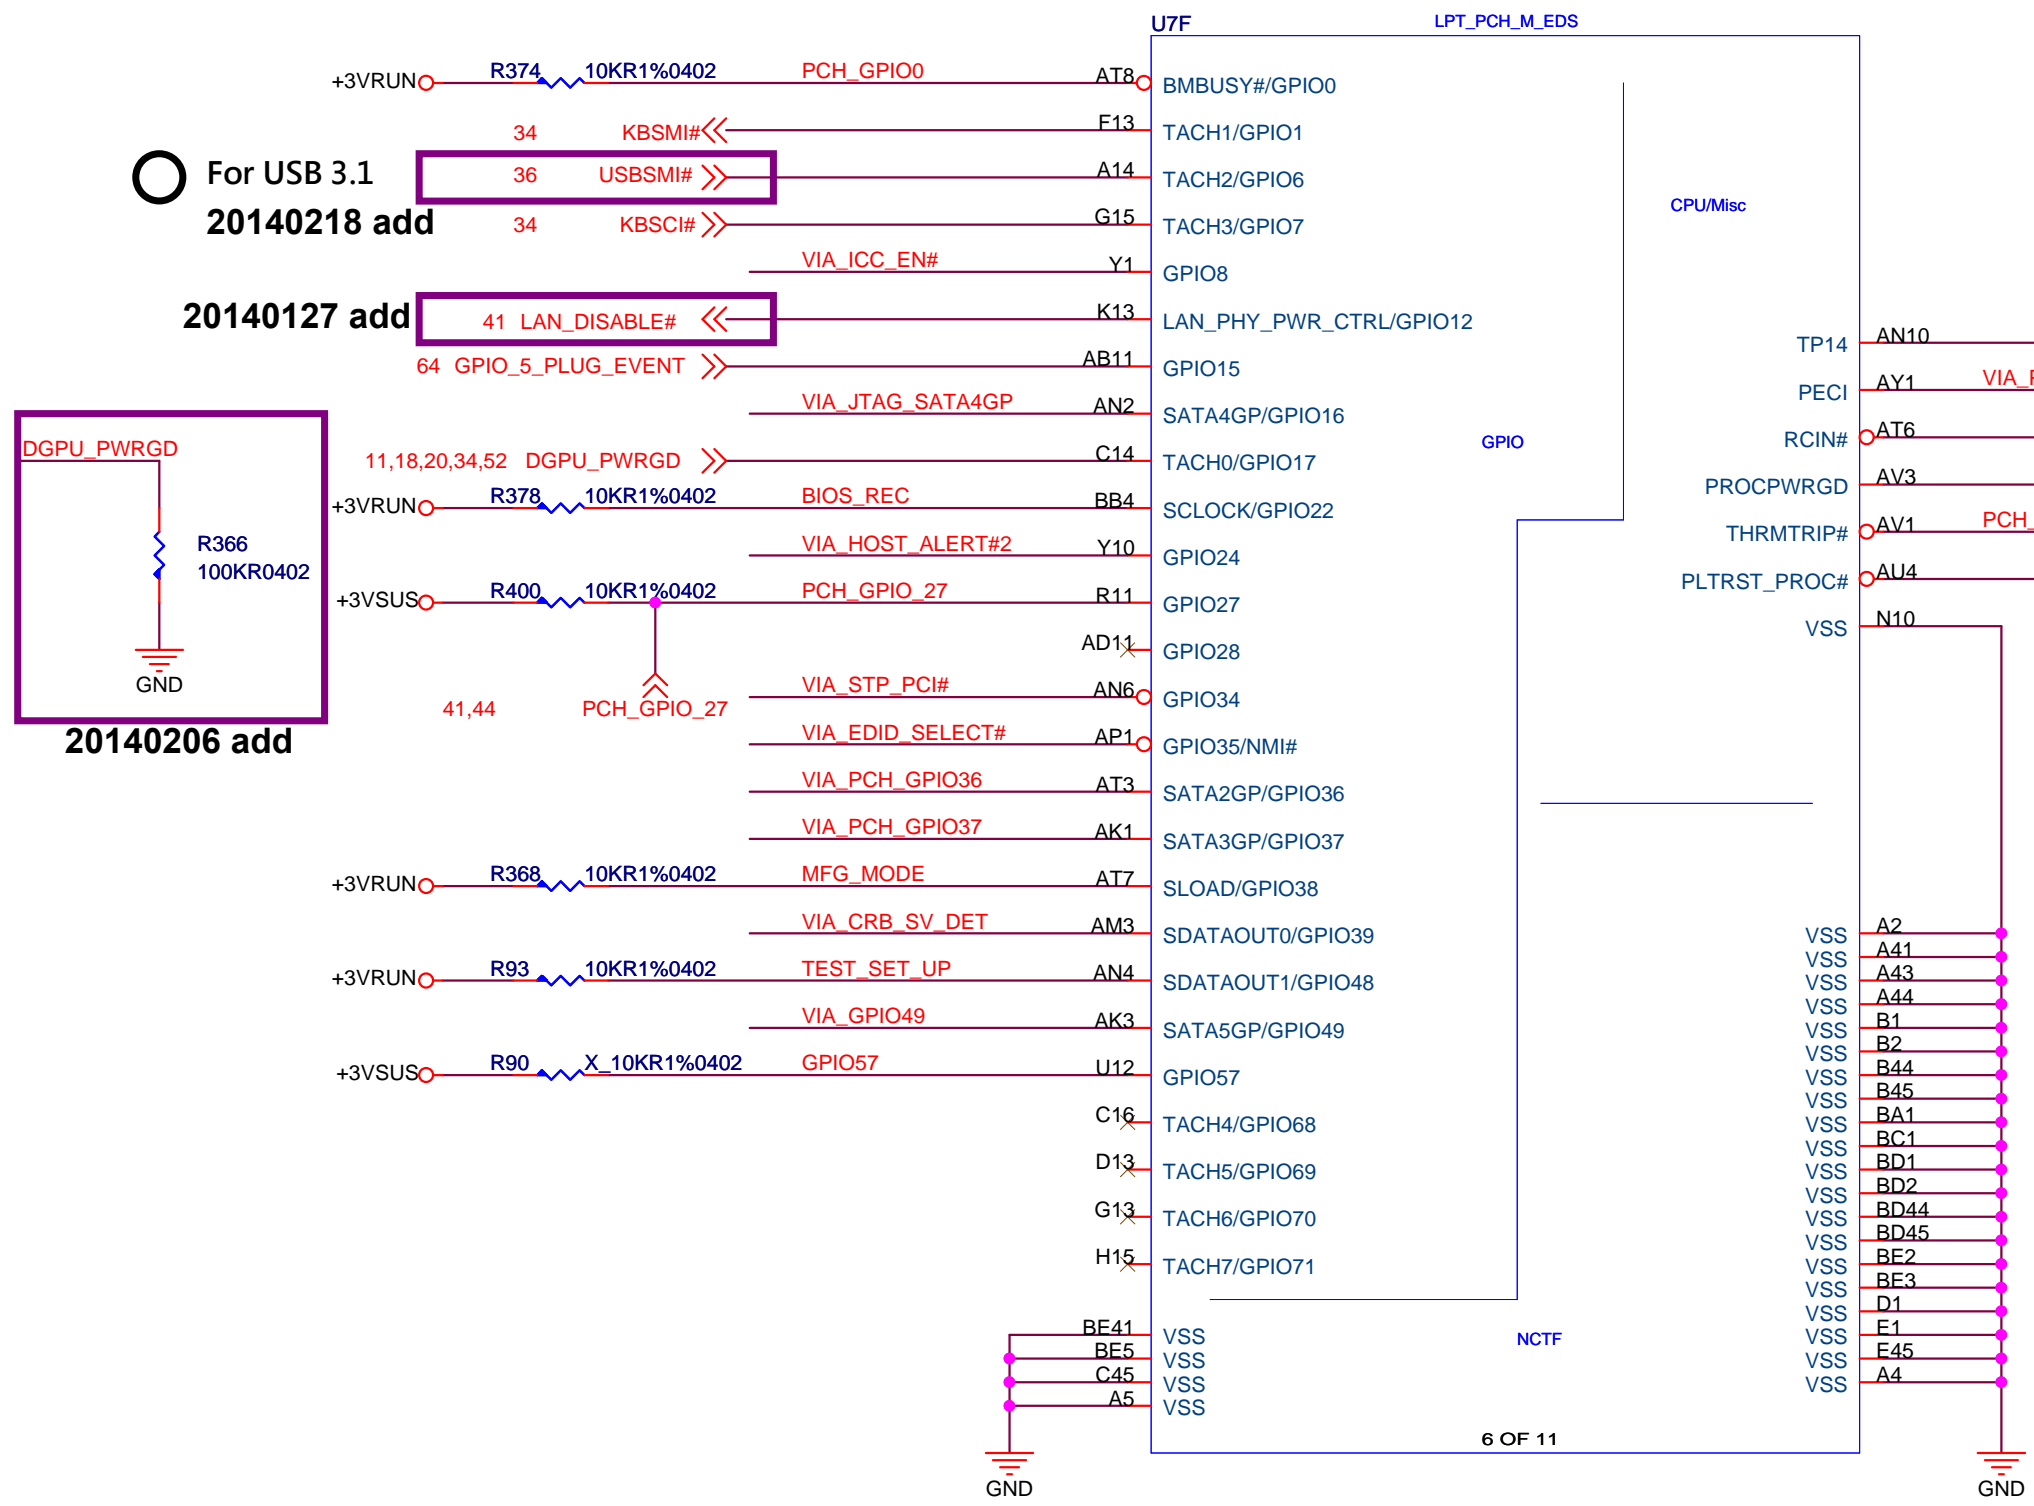 U7F LPT_PCH_M_EDS
+3VRUN R374 10KR1%0402 PCH_GPIO0 AT8 BMBUSY#/GPIO0
34 KBSMI# F13 TACH1/GPIO1
For USB 3.1 36 USBSMI# A14 TACH2/GPIO6
CPU/Misc
20140218 add 34 KBSCI# G15 TACH3/GPIO7
VIA_ICC_EN# Y1 GPIO8
20140127 add 41 LAN_DISABLE# K13 LAN_PHY_PWR_CTRL/GPIO12
TP14 AN10
64 GPIO_5_PLUG_EVENT AB11 GPIO15
PECI AY1 VIA_
VIA_JTAG_SATA4GP AN2 SATA4GP/GPIO16
GPIO RCIN# AT6
DGPU_PWRGD 11,18,20,34,52 DGPU_PWRGD C14 TACH0/GPIO17
PROCPWRGD AV3
+3VRUN R378 10KR1%0402 BIOS_REC BB4 SCLOCK/GPIO22
THRMTRIP# AV1 PCH_
R366 VIA_HOST_ALERT#2 Y10 GPIO24
100KR0402 PLTRST_PROC# AU4
+3VSUS R400 10KR1%0402 PCH_GPIO_27 R11 GPIO27
VSS N10
AD11 GPIO28
GND
VIA_STP_PCI# AN6 GPIO34
41,44 PCH_GPIO_27
20140206 add VIA_EDID_SELECT# AP1 GPIO35/NMI#
VIA_PCH_GPIO36 AT3 SATA2GP/GPIO36
VIA_PCH_GPIO37 AK1 SATA3GP/GPIO37
+3VRUN R368 10KR1%0402 MFG_MODE AT7 SLOAD/GPIO38
VIA_CRB_SV_DET AM3 SDATAOUT0/GPIO39 VSS A2
VSS A41
+3VRUN R93 10KR1%0402 TEST_SET_UP AN4 SDATAOUT1/GPIO48 VSS A43
VSS A44
VIA_GPIO49 AK3 SATA5GP/GPIO49 VSS B1
VSS B2
+3VSUS R90 X_10KR1%0402 GPIO57 U12 GPIO57 VSS B44
VSS B45
C16 TACH4/GPIO68 VSS BA1
VSS BC1
D13 TACH5/GPIO69 VSS BD1
VSS BD2
G13 TACH6/GPIO70 VSS BD44
VSS BD45
H15 TACH7/GPIO71 VSS BE2
VSS BE3
VSS D1
BE41 VSS NCTF VSS E1
BE5 VSS VSS E45
C45 VSS VSS A4
A5 VSS
6 OF 11
GND GND